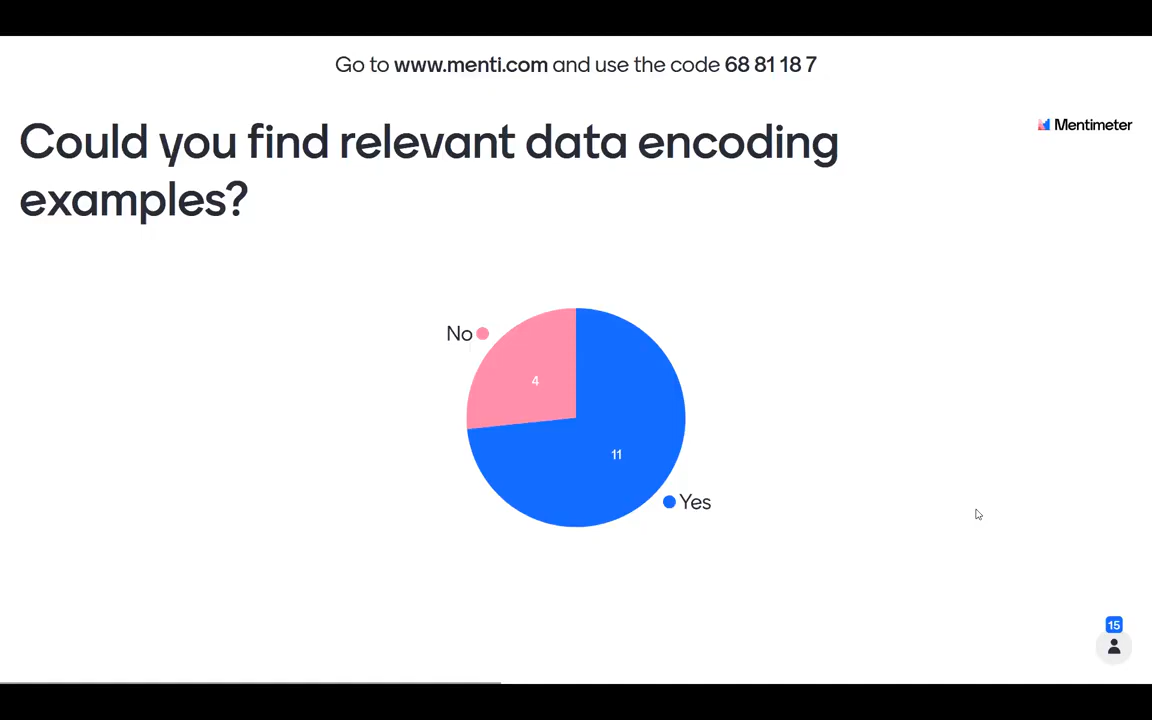 Go to www.menti.com and use the code 68 81 18 7
Could you find relevant data encoding
examples?
Mentimeter
No
4
11
Yes
15